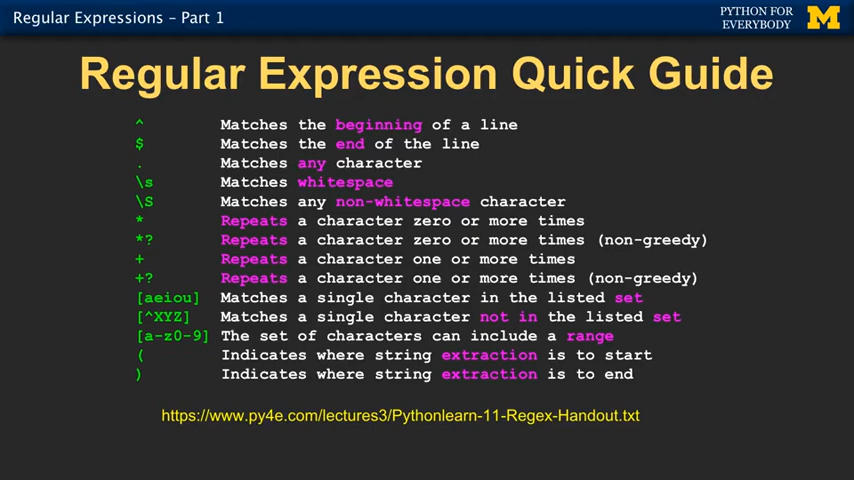 Regular Expressions – Part 1
PYTHON FOR
EVERYBODY
M
Regular Expression Quick Guide
^ Matches the beginning of a line
$ Matches the end of the line
. Matches any character
\s Matches whitespace
\S Matches any non-whitespace character
* Repeats a character zero or more times
*? Repeats a character zero or more times (non-greedy)
+ Repeats a character one or more times
+? Repeats a character one or more times (non-greedy)
[aeiou] Matches a single character in the listed set
[^XYZ] Matches a single character not in the listed set
[a-z0-9] The set of characters can include a range
( Indicates where string extraction is to start
) Indicates where string extraction is to end
https://www.py4e.com/lectures3/Pythonlearn-11-Regex-Handout.txt